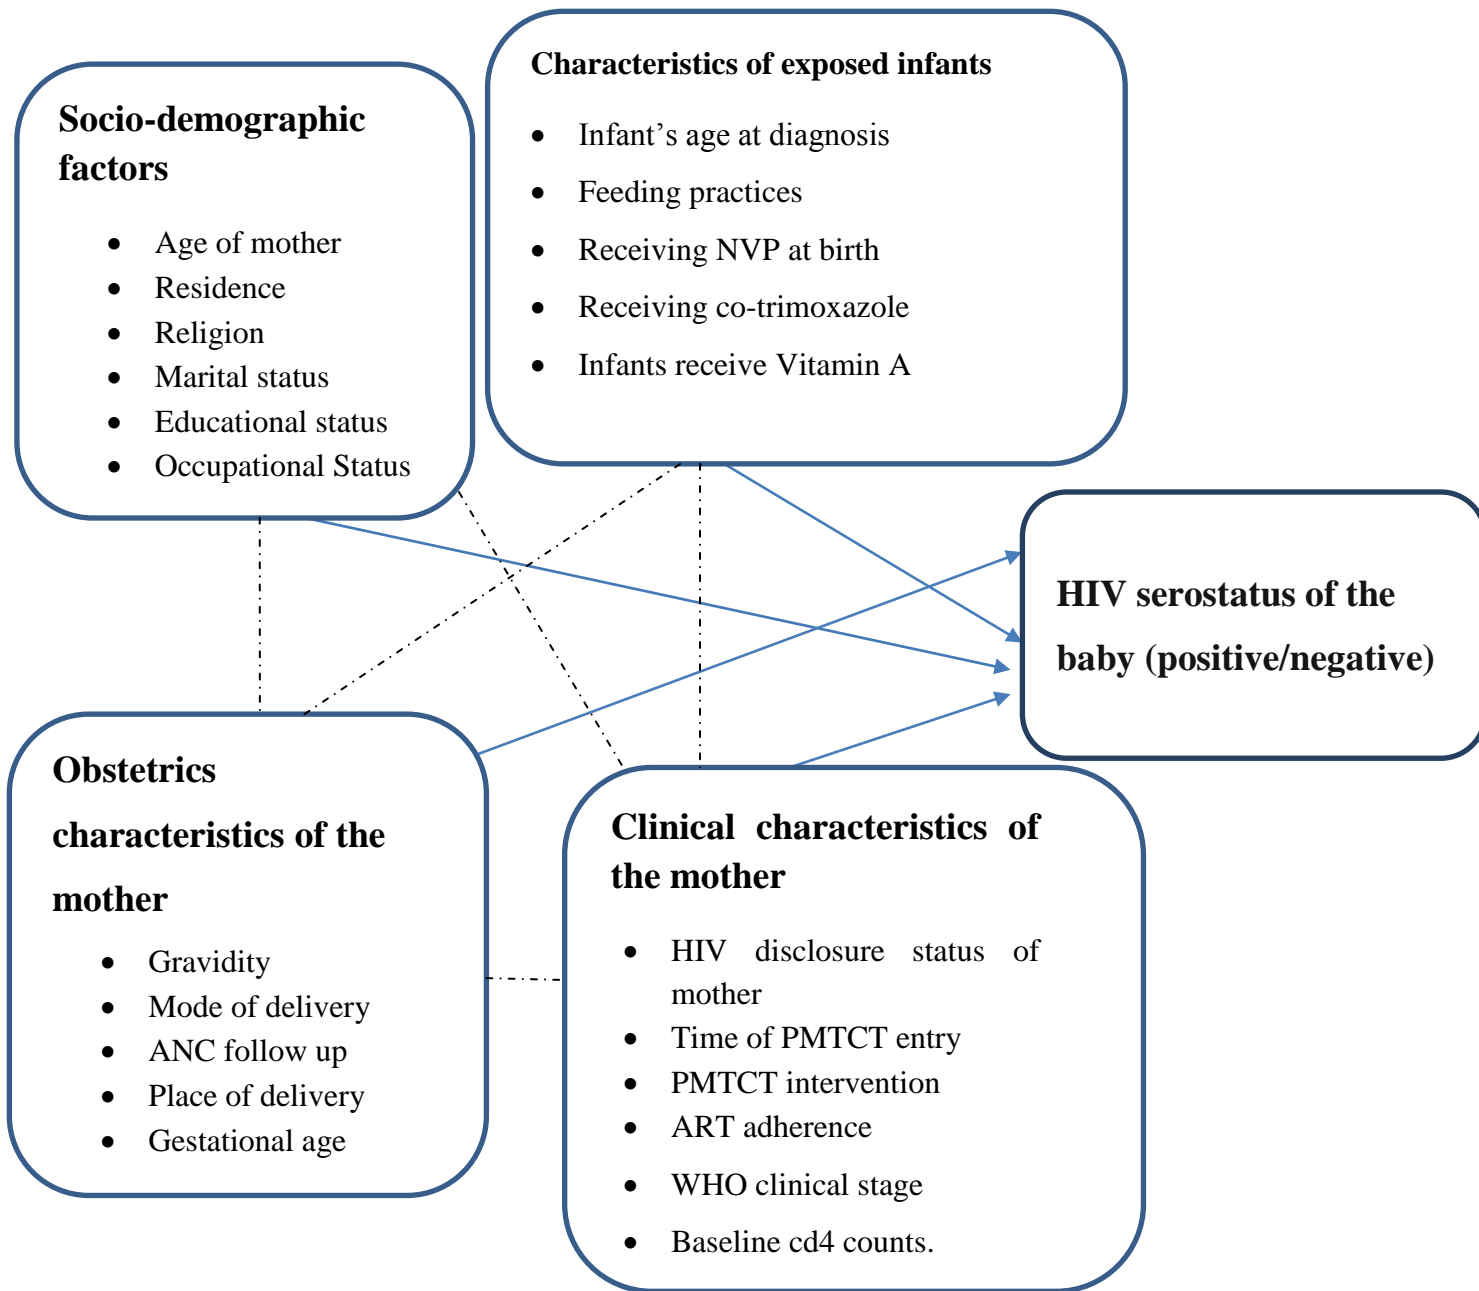 Socio-demographic
factors
• Age of mother
• Residence
• Religion
• Marital status
• Educational status
• Occupational Status
Characteristics of exposed infants
• Infant’s age at diagnosis
• Feeding practices
• Receiving NVP at birth
• Receiving co-trimoxazole
• Infants receive Vitamin A
HIV serostatus of the
baby (positive/negative)
Obstetrics
characteristics of the
mother
• Gravidity
• Mode of delivery
• ANC follow up
• Place of delivery
• Gestational age
Clinical characteristics of
the mother
• HIV disclosure status of
mother
• Time of PMTCT entry
• PMTCT intervention
• ART adherence
• WHO clinical stage
• Baseline cd4 counts.